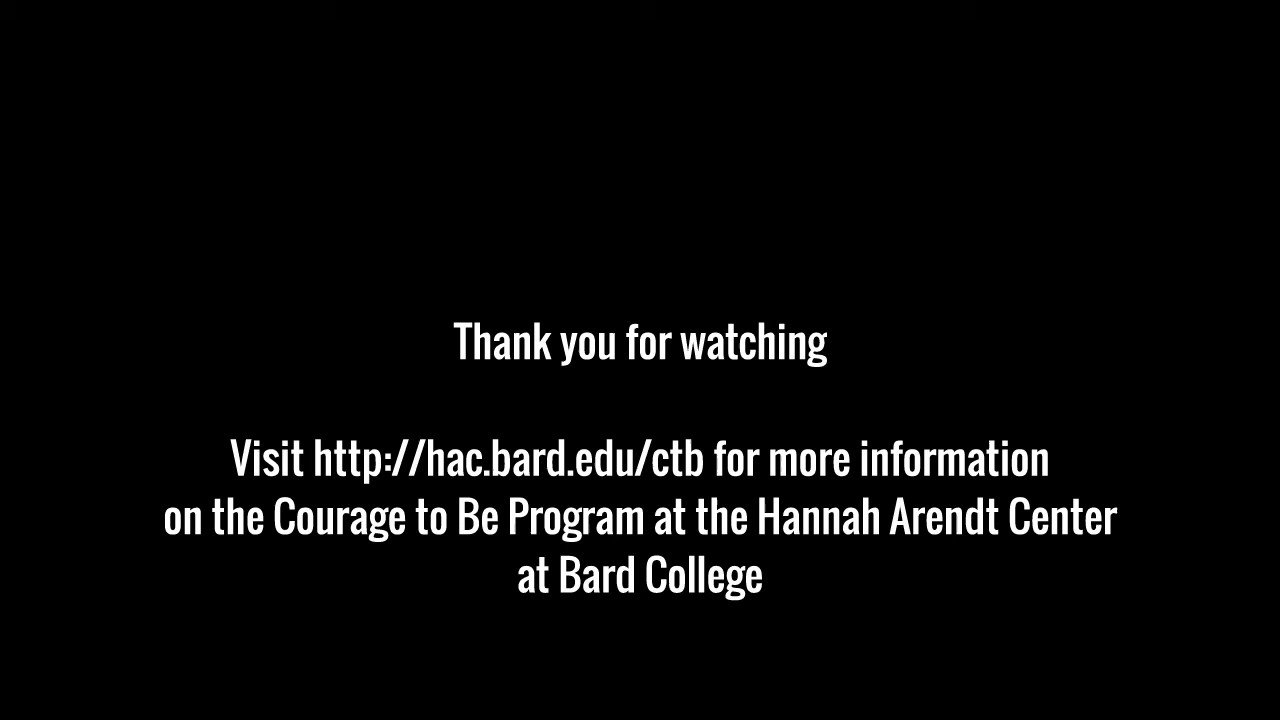 Thank you for watching
Visit http://hac.bard.edu/ctb for more information
on the Courage to Be Program at the Hannah Arendt Center
at Bard College